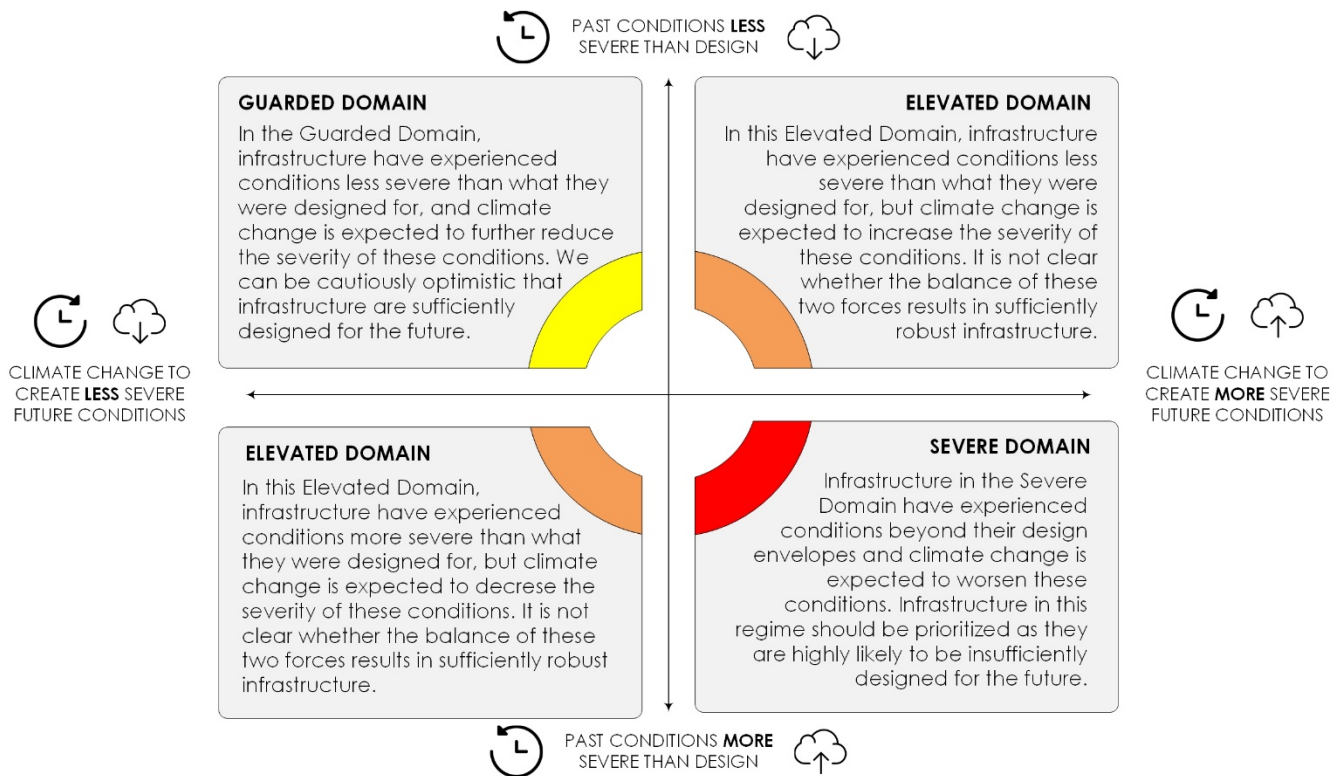 PAST CONDITIONS LESS
SEVERE THAN DESIGN
GUARDED DOMAIN
In the Guarded Domain,
infrastructure have experienced
conditions less severe than what they
were designed for, and climate
change is expected to further reduce
the severity of these conditions. We
can be cautiously optimistic that
infrastructure are sufficiently
designed for the future.
ELEVATED DOMAIN
In this Elevated Domain, infrastructure
have experienced conditions less
severe than what they were
designed for, but climate change is
expected to increase the severity of
these conditions. It is not clear
whether the balance of these
two forces results in sufficiently
robust infrastructure.
CLIMATE CHANGE TO
CREATE LESS SEVERE
FUTURE CONDITIONS
CLIMATE CHANGE TO
CREATE MORE SEVERE
FUTURE CONDITIONS
ELEVATED DOMAIN
In this Elevated Domain,
infrastructure have experienced
conditions more severe than what
they were designed for, but climate
change is expected to decrese the
severity of these conditions. It is not
clear whether the balance of these
two forces results in sufficiently robust
infrastructure.
SEVERE DOMAIN
Infrastructure in the Severe
Domain have experienced
conditions beyond their design
envelopes and climate change is
expected to worsen these
conditions. Infrastructure in this
regime should be prioritized as they
are highly likely to be insufficiently
designed for the future.
PAST CONDITIONS MORE
SEVERE THAN DESIGN